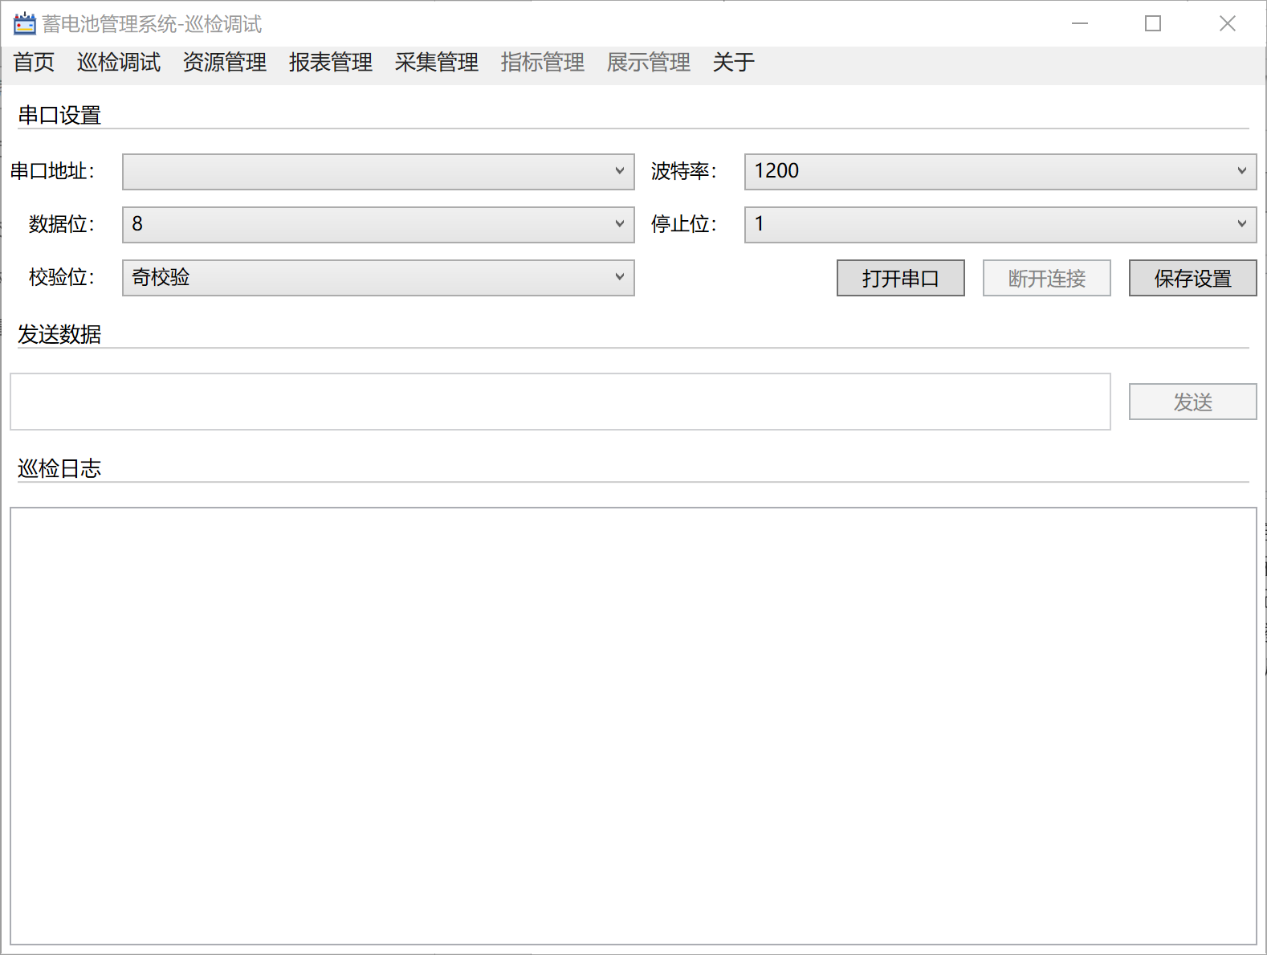 蓄电池管理系统-巡检调试
首页 巡检调试 资源管理 报表管理 采集管理 指标管理 展示管理 关于
串口设置
串口地址： 波特率： 1200
数据位： 8 停止位： 1
校验位： 奇校验 打开串口 断开连接 保存设置
发送数据
发送
巡检日志